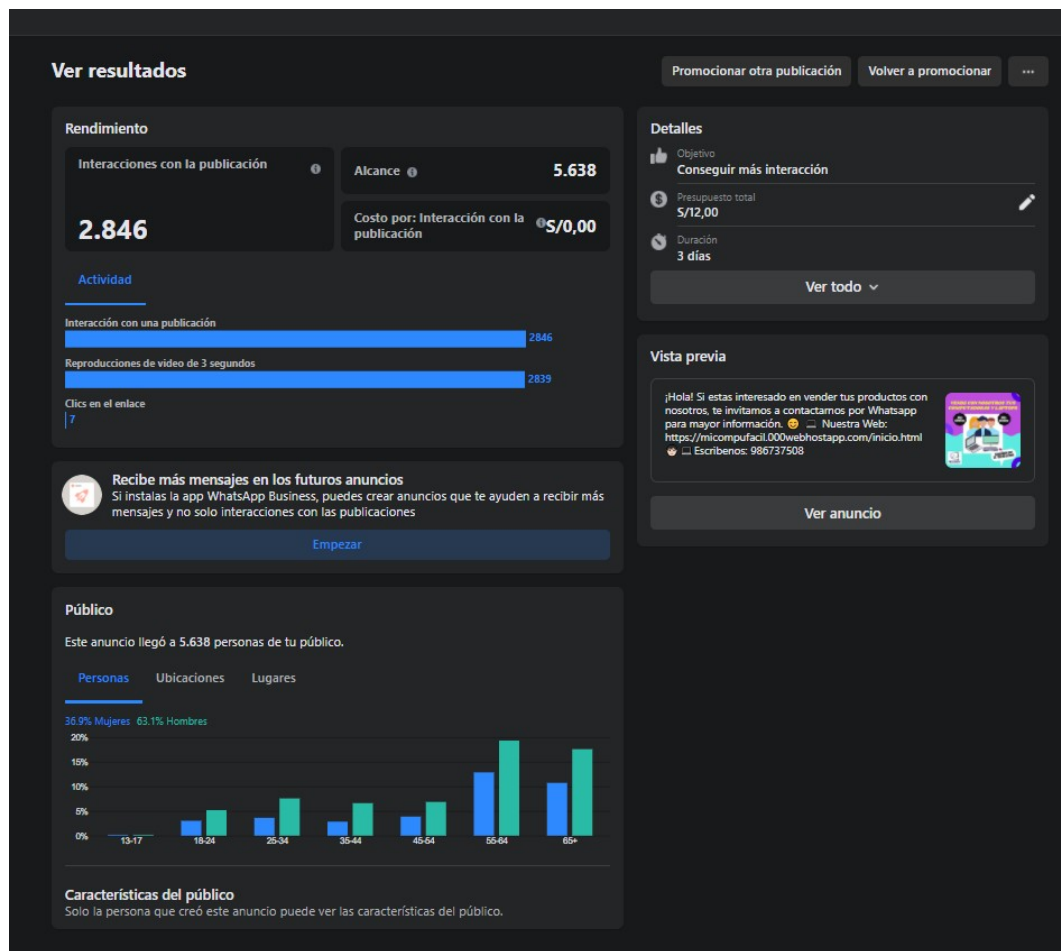 Ver resultados
Promocionar otra publicación
Volver a promocionar
...
Rendimiento
Interacciones con la publicación
2.846
Alcance
5.638
Costo por: Interacción con la
publicación
S/0,00
Actividad
Interacción con una publicación
2846
Reproducciones de video de 3 segundos
2839
Clics en el enlace
7
Recibe más mensajes en los futuros anuncios
Si instalas la app WhatsApp Business, puedes crear anuncios que te ayuden a recibir más
mensajes y no solo interacciones con las publicaciones
Empezar
Público
Este anuncio llegó a 5.638 personas de tu público.
Personas
Ubicaciones
Lugares
36.9% Mujeres 63.1% Hombres
20%
15%
10%
5%
0%
13-17
18-24
25-34
35-44
45-54
55-64
65+
Características del público
Solo la persona que creó este anuncio puede ver las características del público.
Detalles
Objetivo
Conseguir más interacción
Presupuesto total
S/12,00
Duración
3 días
Ver todo
Vista previa
¡Hola! Si estas interesado en vender tus productos con
nosotros, te invitamos a contactarnos por Whatsapp
para mayor información. 😊 💻 Nuestra Web:
https://micompufacil.000webhostapp.com/inicio.html
Escribenos: 986737508
Ver anuncio